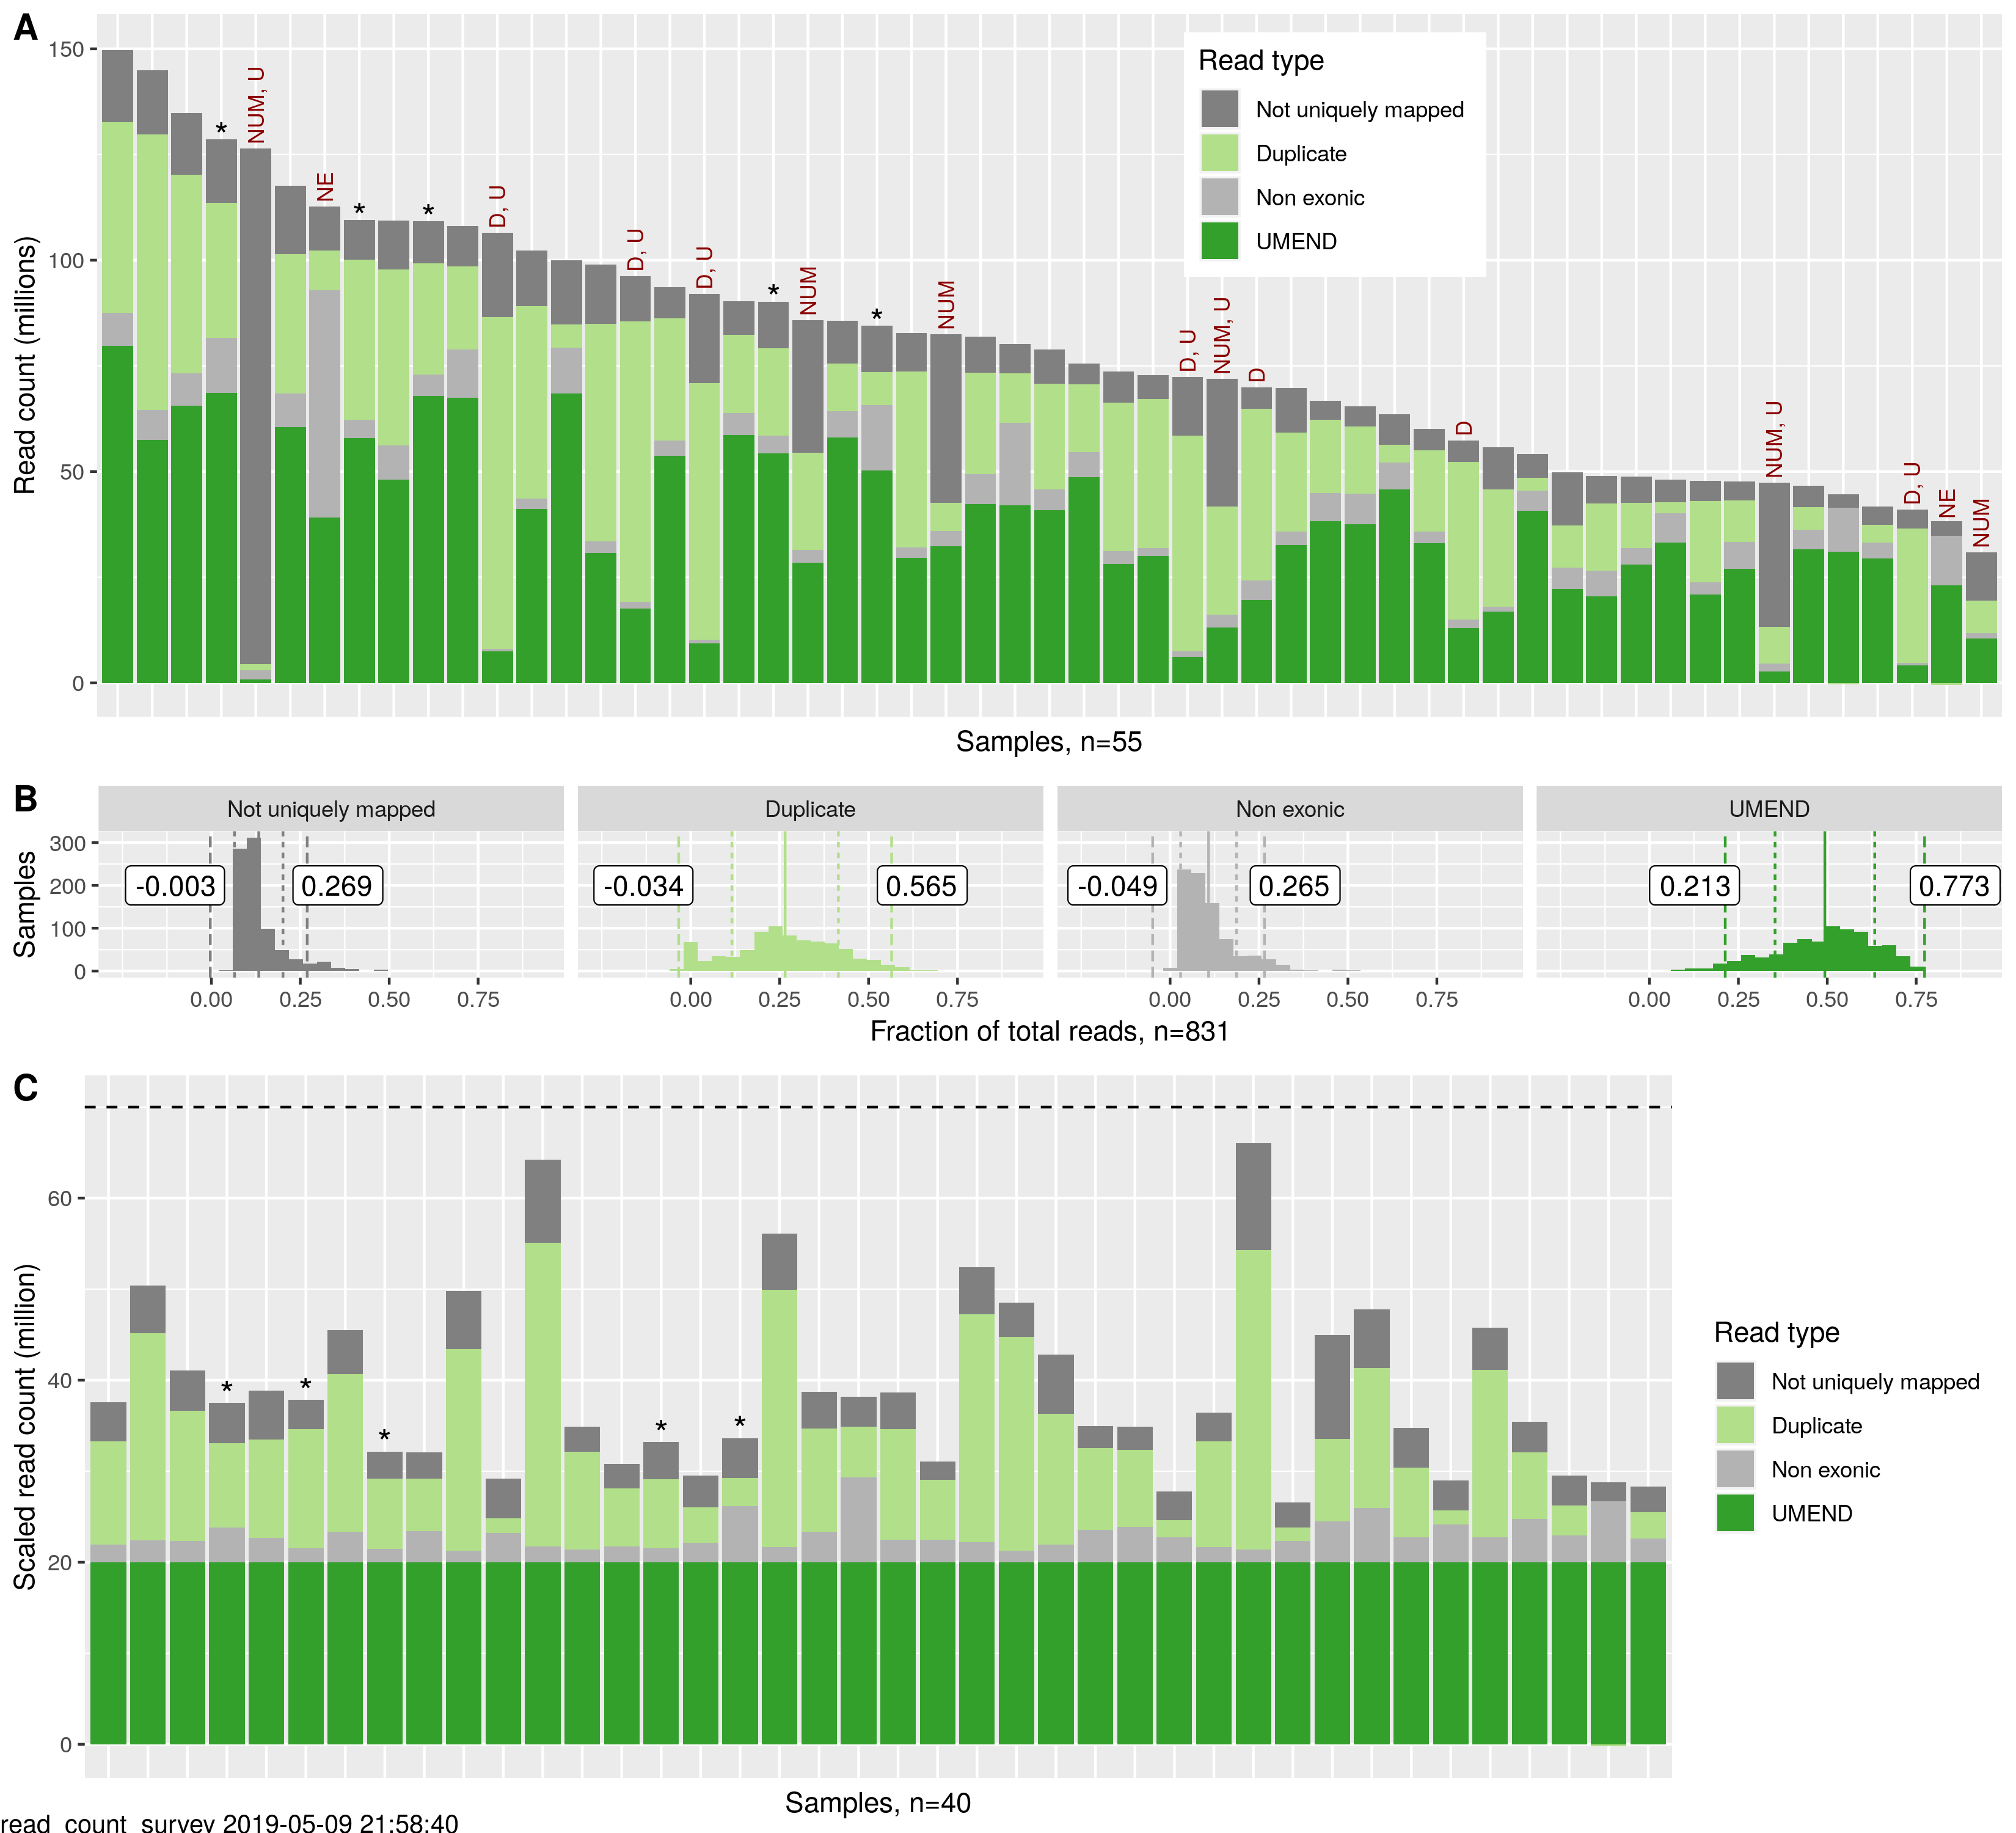 A
Read count (millions)
150
100
50
0
*
NUM, U
NE
*
*
D, U
D, U
D, U
*
NUM
*
NUM
D, U
NUM, U
D
D
NUM, U
D, U
NE
NUM
Read type
Not uniquely mapped
Duplicate
Non exonic
UMEND
Samples, n=55
B
Not uniquely mapped
Duplicate
Non exonic
UMEND
Samples
300
200
100
0
-0.003
0.269
-0.034
0.565
-0.049
0.265
0.213
0.773
0.00 0.25 0.50 0.75
0.00 0.25 0.50 0.75
0.00 0.25 0.50 0.75
0.00 0.25 0.50 0.75
Fraction of total reads, n=831
C
Scaled read count (million)
60
40
20
0
*
*
*
*
*
Read type
Not uniquely mapped
Duplicate
Non exonic
UMEND
Samples, n=40
read_count_survey 2019-05-09 21:58:40